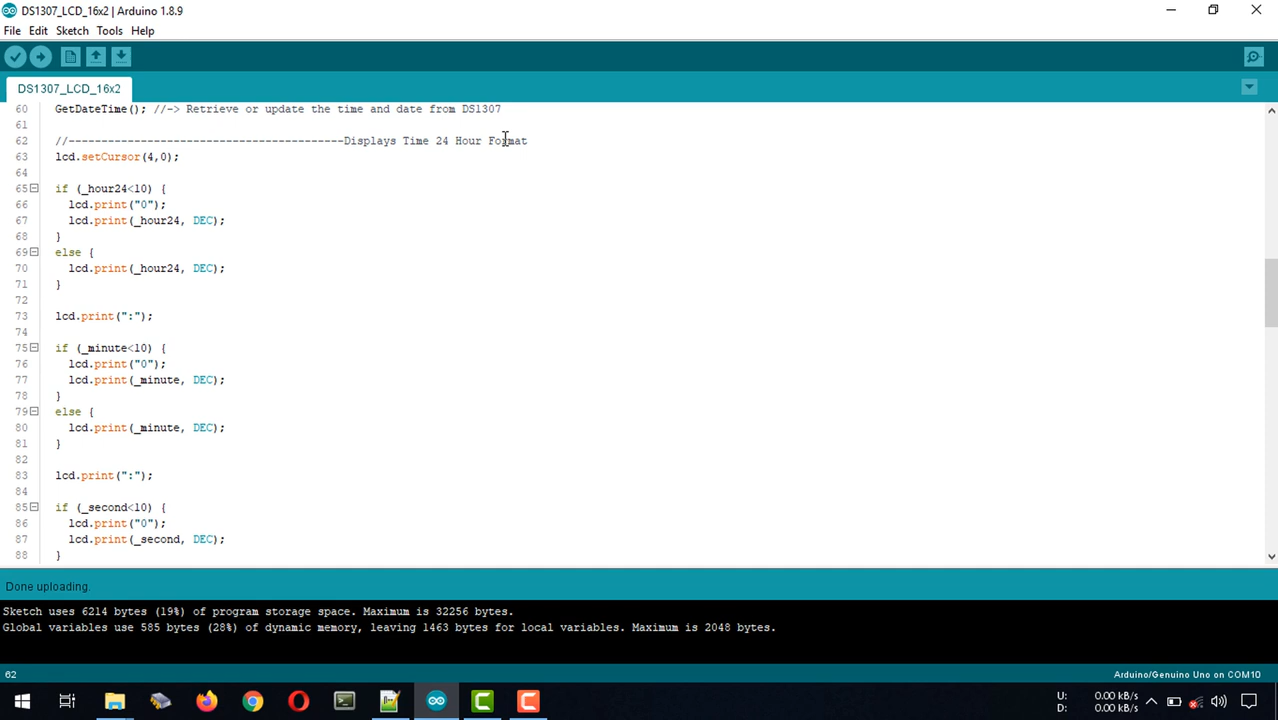 DS1307_LCD_16x2 | Arduino 1.8.9
File Edit Sketch Tools Help
DS1307_LCD_16x2
60 GetDateTime(); //-> Retrieve or update the time and date from DS1307
61
62 //------------------------------------------Displays Time 24 Hour Format
63 lcd.setCursor(4,0);
64
65 if (_hour24<10) {
66 lcd.print("0");
67 lcd.print(_hour24, DEC);
68 }
69 else {
70 lcd.print(_hour24, DEC);
71 }
72
73 lcd.print(":");
74
75 if (_minute<10) {
76 lcd.print("0");
77 lcd.print(_minute, DEC);
78 }
79 else {
80 lcd.print(_minute, DEC);
81 }
82
83 lcd.print(":");
84
85 if (_second<10) {
86 lcd.print("0");
87 lcd.print(_second, DEC);
88 }
Done uploading.
Sketch uses 6214 bytes (19%) of program storage space. Maximum is 32256 bytes.
Global variables use 585 bytes (28%) of dynamic memory, leaving 1463 bytes for local variables. Maximum is 2048 bytes.
62 Arduino/Genuino Uno on COM10
U: 0.00 kB/s
D: 0.00 kB/s